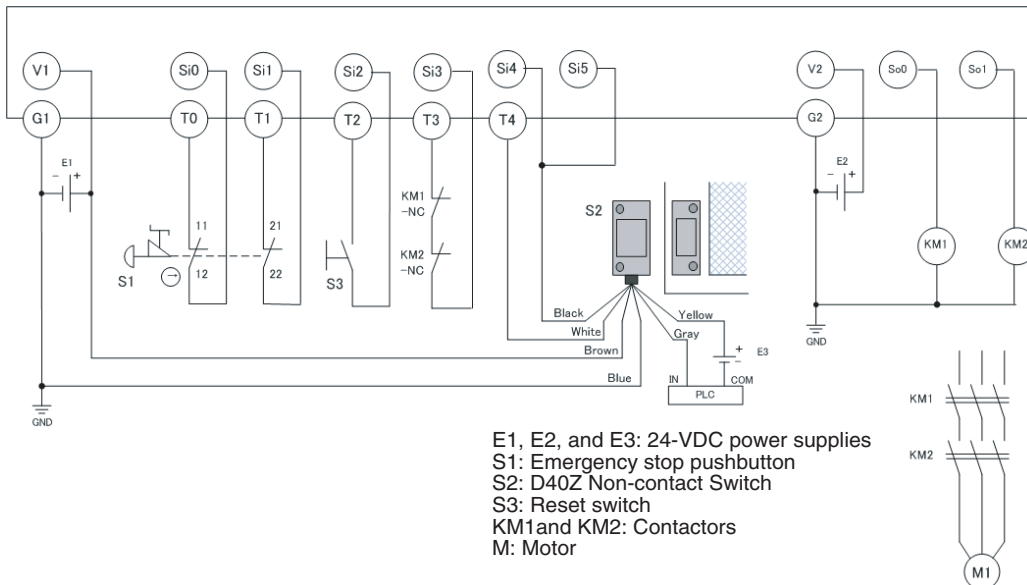 V1 Si0 Si1 Si2 Si3 Si4 Si5 V2 So0 So1
G1 T0 T1 T2 T3 T4 G2
E1
- +
E2
- +
KM1
-NC
S2
11 21
KM2
-NC
KM1 KM2
S1 12 22 S3
Black Yellow
White Gray
Brown
+
-
E3
GND
Blue
IN COM
PLC
GND
KM1
KM2
M1
E1, E2, and E3: 24-VDC power supplies
S1: Emergency stop pushbutton
S2: D40Z Non-contact Switch
S3: Reset switch
KM1and KM2: Contactors
M: Motor